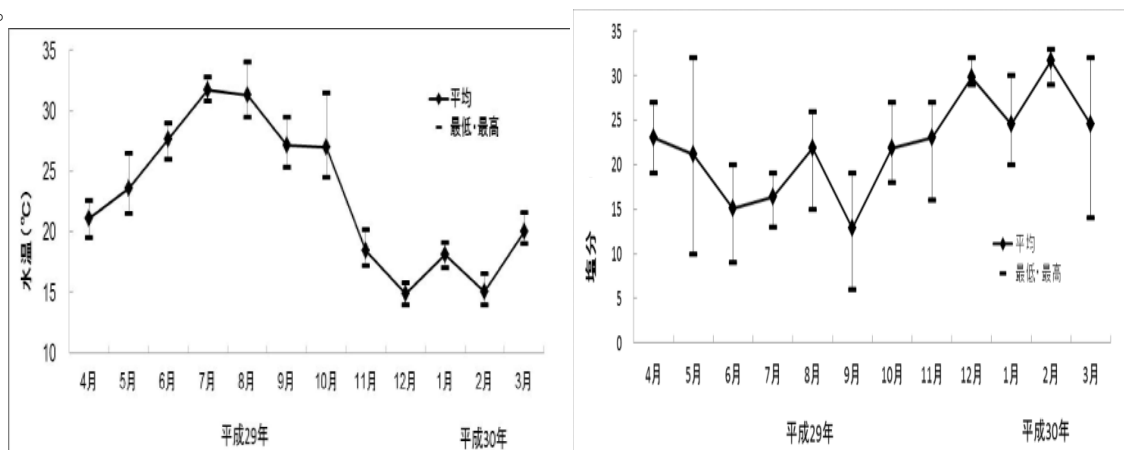 。
35
30
25
20
15
10
水温(℃)
平均
最低・最高
4月 5月 6月 7月 8月 9月 10月 11月 12月 1月 2月 3月
平成29年 平成30年
35
30
25
20
15
10
5
0
塩分
平均
最低・最高
4月 5月 6月 7月 8月 9月 10月 11月 12月 1月 2月 3月
平成29年 平成30年